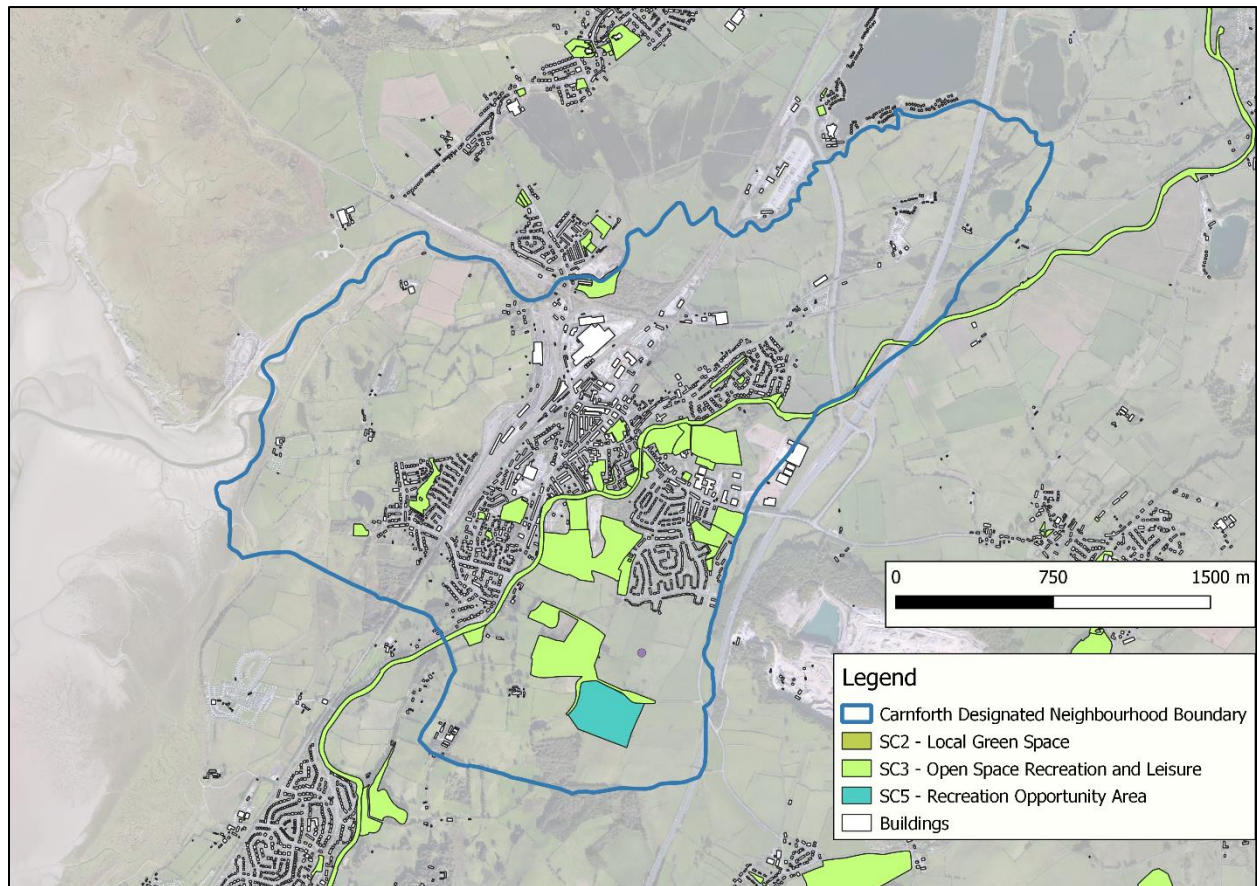 0 750 1500 m
Legend
Carnforth Designated Neighbourhood Boundary
SC2 - Local Green Space
SC3 - Open Space Recreation and Leisure
SC5 - Recreation Opportunity Area
Buildings